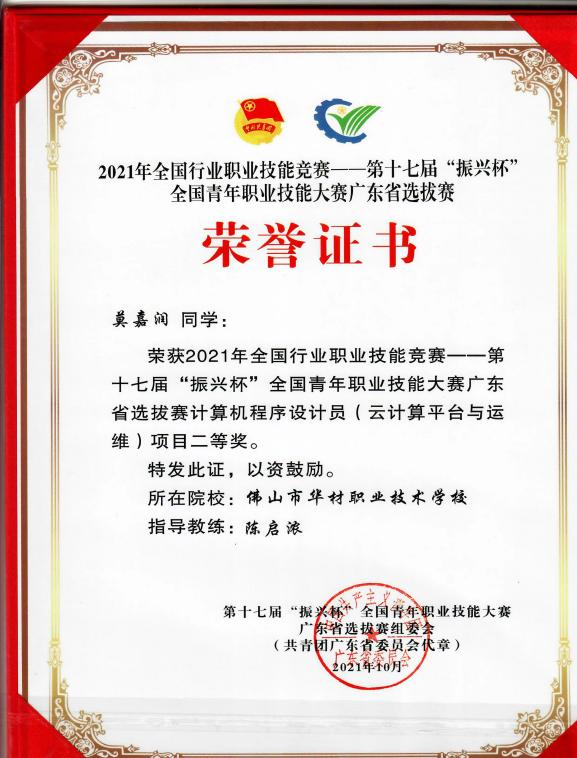 2021年全国行业职业技能竞赛——第十七届“振兴杯”
全国青年职业技能大赛广东省选拔赛
荣誉证书
莫嘉润 同学：
荣获2021年全国行业职业技能竞赛——第
十七届“振兴杯”全国青年职业技能大赛广东
省选拔赛计算机程序设计员（云计算平台与运
维）项目二等奖。
特发此证，以资鼓励。
所在院校：佛山市华材职业技术学校
指导教练：陈启浓
第十七届“振兴杯”全国青年职业技能大赛
广东省选拔赛组委会
（共青团广东省委员会代章）
2021年10月
广东省委员会